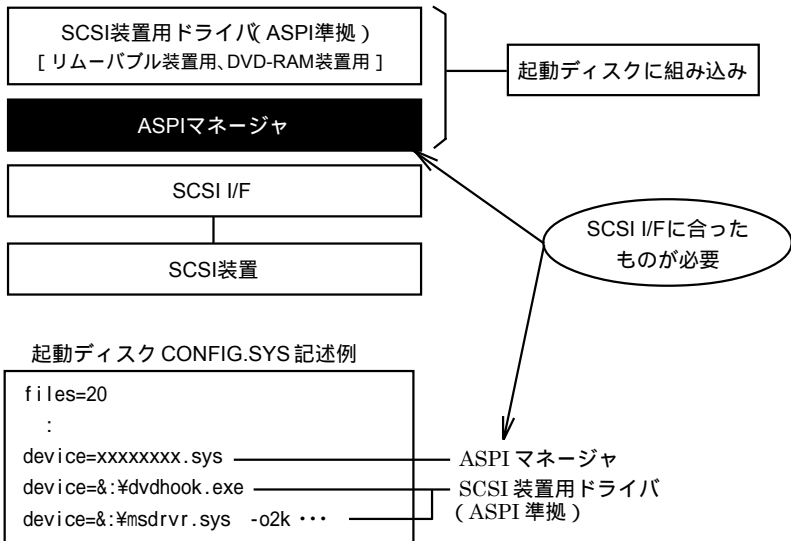 SCSI装置用ドライバ(ASPI準拠)
[リムーバブル装置用、DVD-RAM装置用]
起動ディスクに組み込み
ASPIマネージャ
SCSI I/F
SCSI I/Fに合った
ものが必要
SCSI装置
起動ディスク CONFIG.SYS 記述例
files=20
:
device=xxxxxxxx.sys
ASPI マネージャ
device=&:¥dvdhook.exe
SCSI 装置用ドライバ
(ASPI 準拠)
device=&:¥msdrvr.sys -o2k ・・・